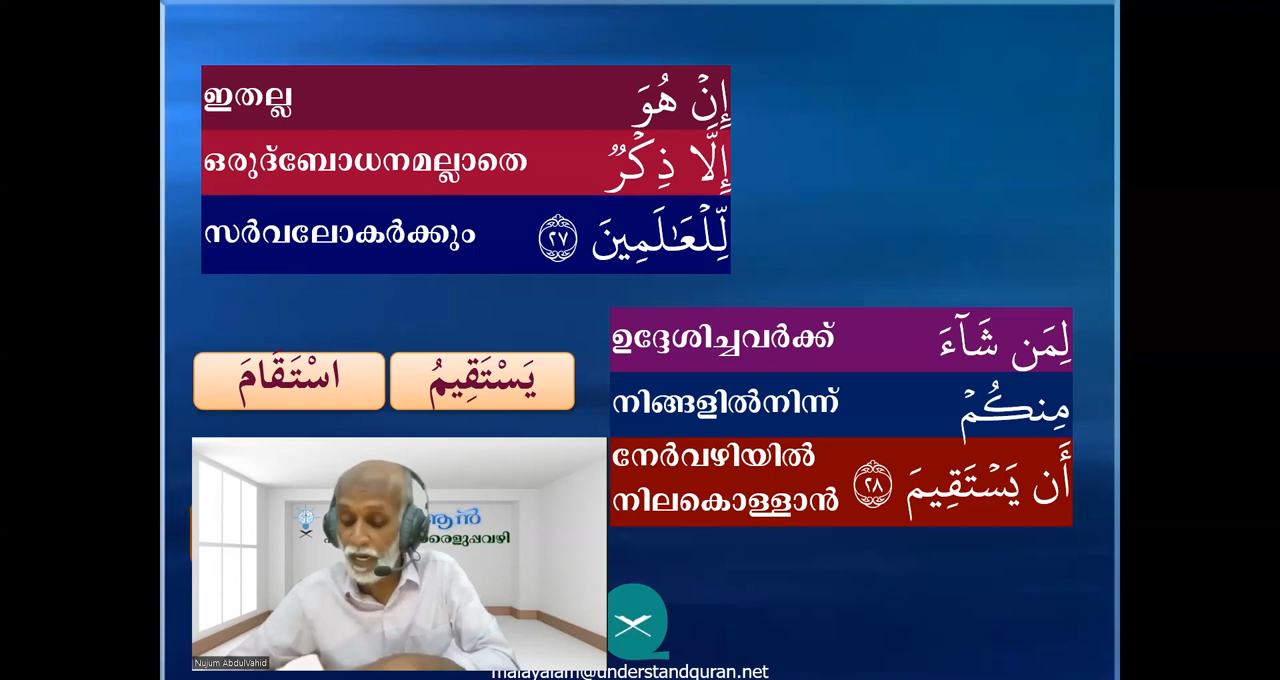 ഇതല്ല إِنۡ هُوَ
ഒരുദ്ബോധനമല്ലാതെ إِلَّا ذِكۡرٞ
സർവലോകർക്കും لِّلۡعَٰلَمِينَ ٢٧
ഉദ്ദേശിച്ചവർക്ക് لِمَن شَآءَ
നിങ്ങളിൽനിന്ന് مِنكُمۡ
നേർവഴിയിൽ
നിലകൊള്ളാൻ أَن يَسۡتَقِيمَ ٢٨
اسْتَقَامَ يَسْتَقِيمُ
Nujum AbdulVahid
malayalam@understandquran.net